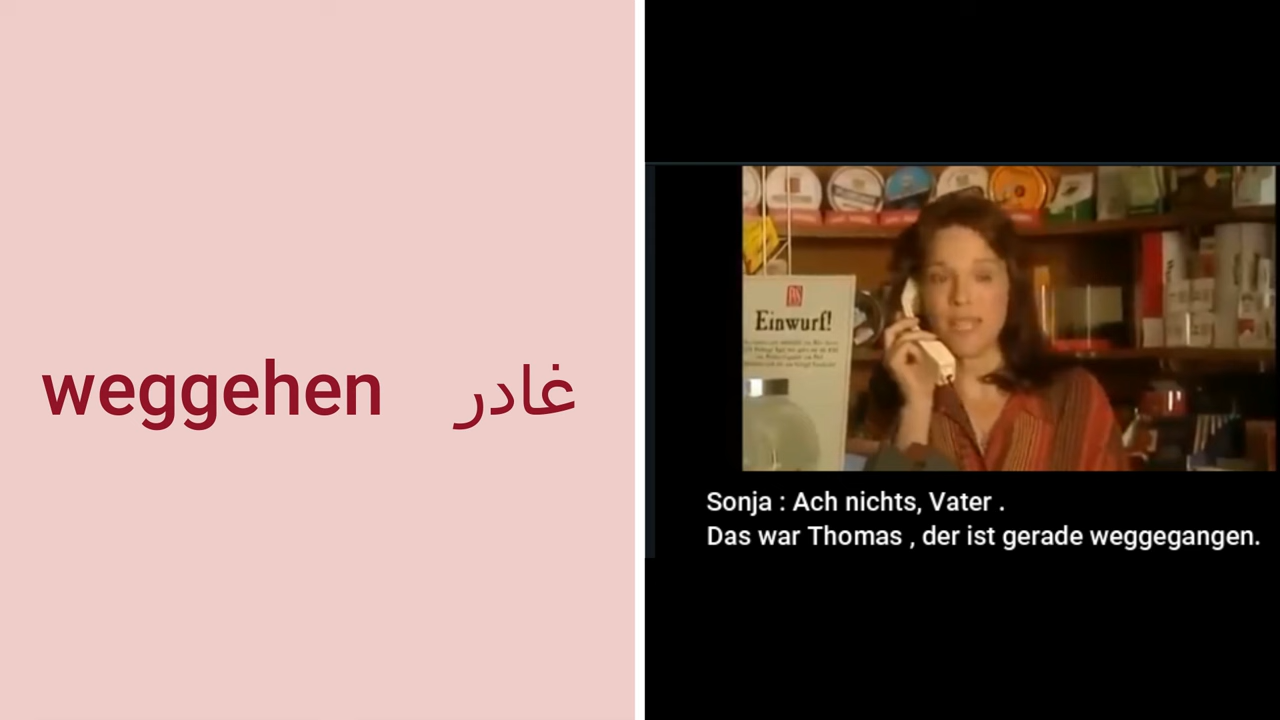 weggehen غادر
Einwurf!
Sonja : Ach nichts, Vater .
Das war Thomas , der ist gerade weggegangen.